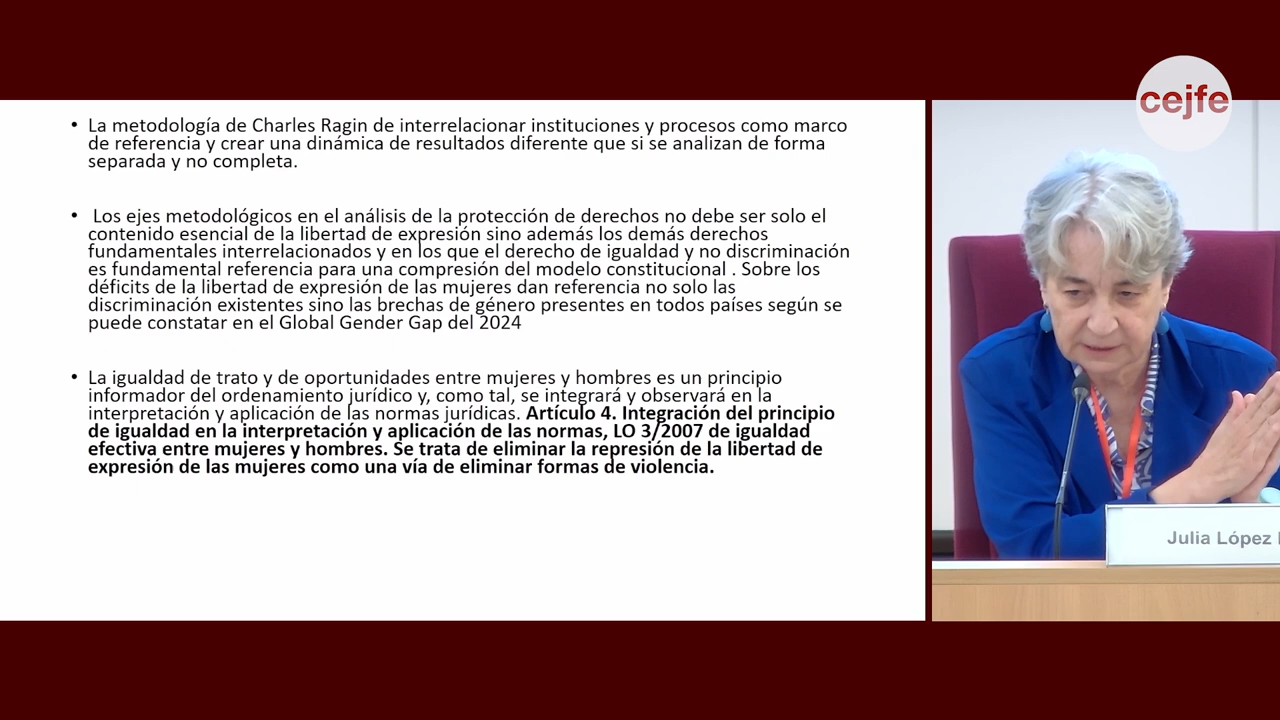 cejfe
• La metodología de Charles Ragin de interrelacionar instituciones y procesos como marco
de referencia y crear una dinámica de resultados diferente que si se analizan de forma
separada y no completa.
• Los ejes metodológicos en el análisis de la protección de derechos no debe ser solo el
contenido esencial de la libertad de expresión sino además los demás derechos
fundamentales interrelacionados y en los que el derecho de igualdad y no discriminación
es fundamental referencia para una compresión del modelo constitucional . Sobre los
déficits de la libertad de expresión de las mujeres dan referencia no solo las
discriminación existentes sino las brechas de género presentes en todos países según se
puede constatar en el Global Gender Gap del 2024
• La igualdad de trato y de oportunidades entre mujeres y hombres es un principio
informador del ordenamiento jurídico y, como tal, se integrará y observará en la
interpretación y aplicación de las normas jurídicas. Artículo 4. Integración del principio
de igualdad en la interpretación y aplicación de las normas, LO 3/2007 de igualdad
efectiva entre mujeres y hombres. Se trata de eliminar la represión de la libertad de
expresión de las mujeres como una vía de eliminar formas de violencia.
Julia López